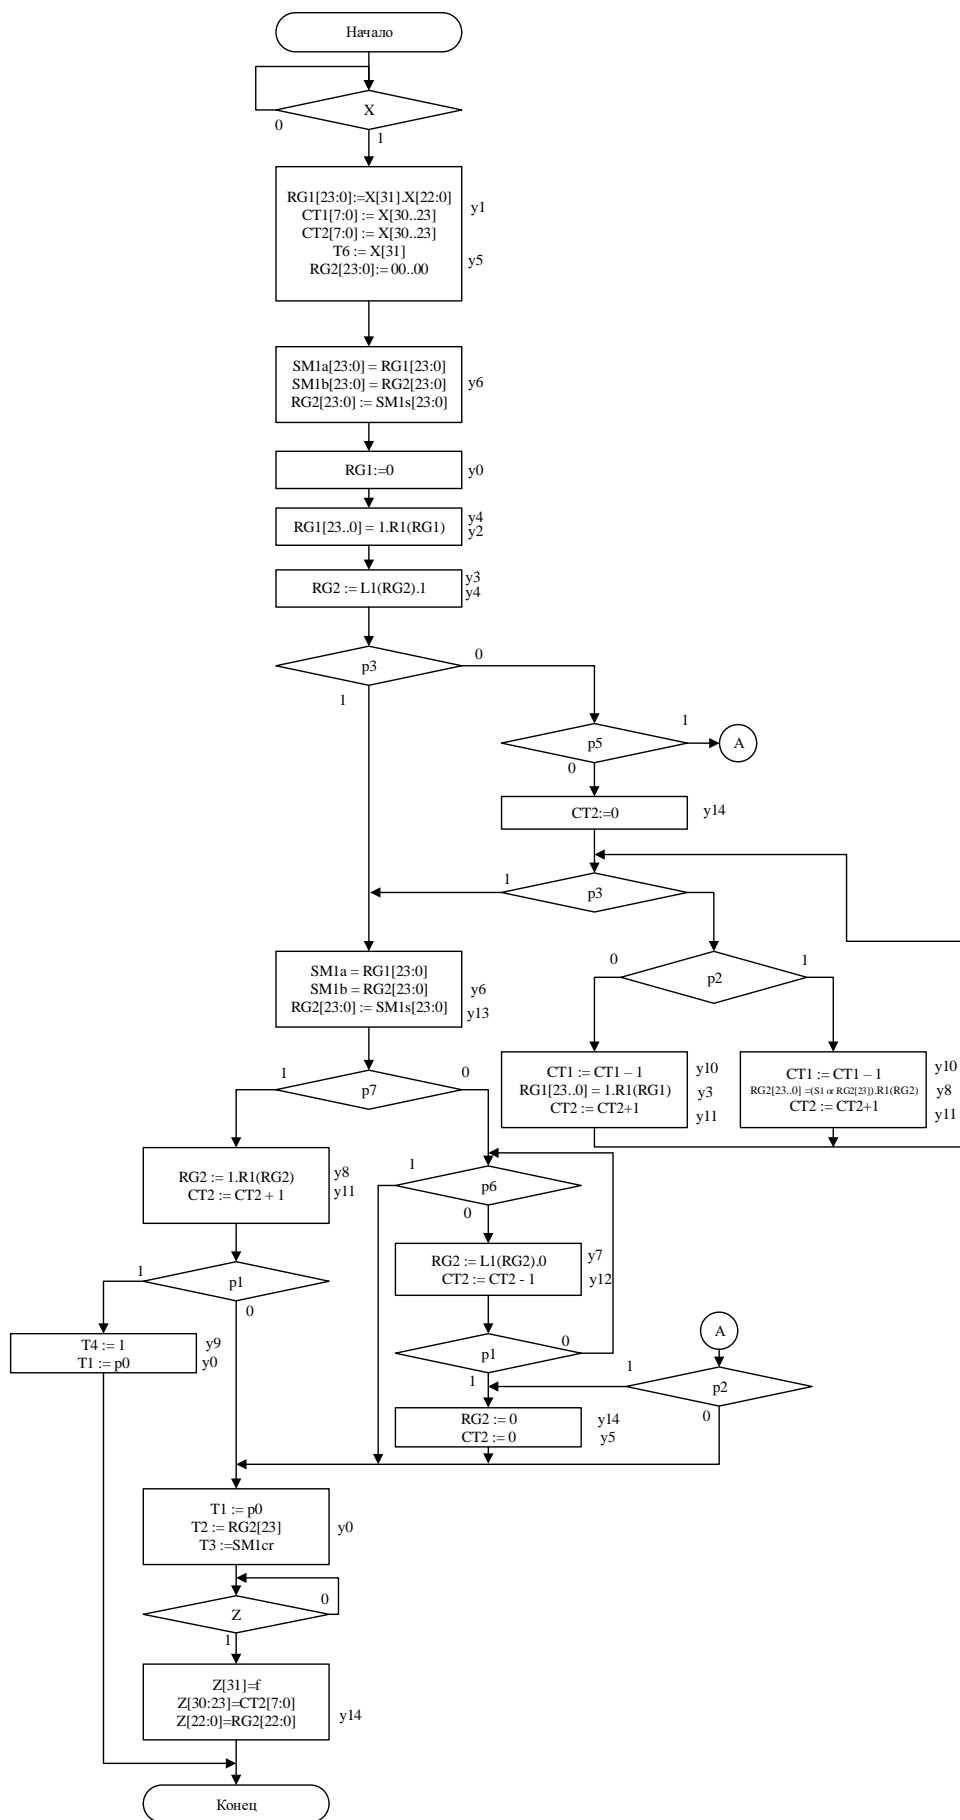 Начало
X
0
1
RG1[23:0]:=X[31].X[22:0]
CT1[7:0] := X[30..23]
CT2[7:0] := X[30..23]
T6 := X[31]
RG2[23:0]:= 00..00
y1
y5
SM1a[23:0] = RG1[23:0]
SM1b[23:0] = RG2[23:0]
RG2[23:0] := SM1s[23:0]
y6
RG1:=0
y0
RG1[23..0] = 1.R1(RG1)
y4
y2
RG2 := L1(RG2).1
y3
y4
p3
0
1
p5
1
0
A
CT2:=0
y14
p3
1
p2
0
1
SM1a = RG1[23:0]
SM1b = RG2[23:0]
RG2[23:0] := SM1s[23:0]
y6
y13
CT1 := CT1 – 1
RG1[23..0] = 1.R1(RG1)
CT2 := CT2+1
y10
y3
y11
CT1 := CT1 – 1
RG2[23..0] =(S1 or RG2[23]).R1(RG2)
CT2 := CT2+1
y10
y8
y11
p7
1
0
RG2 := 1.R1(RG2)
CT2 := CT2 + 1
y8
y11
p6
1
0
RG2 := L1(RG2).0
CT2 := CT2 - 1
y7
y12
p1
1
0
T4 := 1
T1 := p0
y9
y0
p1
0
1
A
p2
1
0
RG2 := 0
CT2 := 0
y14
y5
T1 := p0
T2 := RG2[23]
T3 :=SM1cr
y0
Z
0
1
Z[31]=f
Z[30:23]=CT2[7:0]
Z[22:0]=RG2[22:0]
y14
Конец